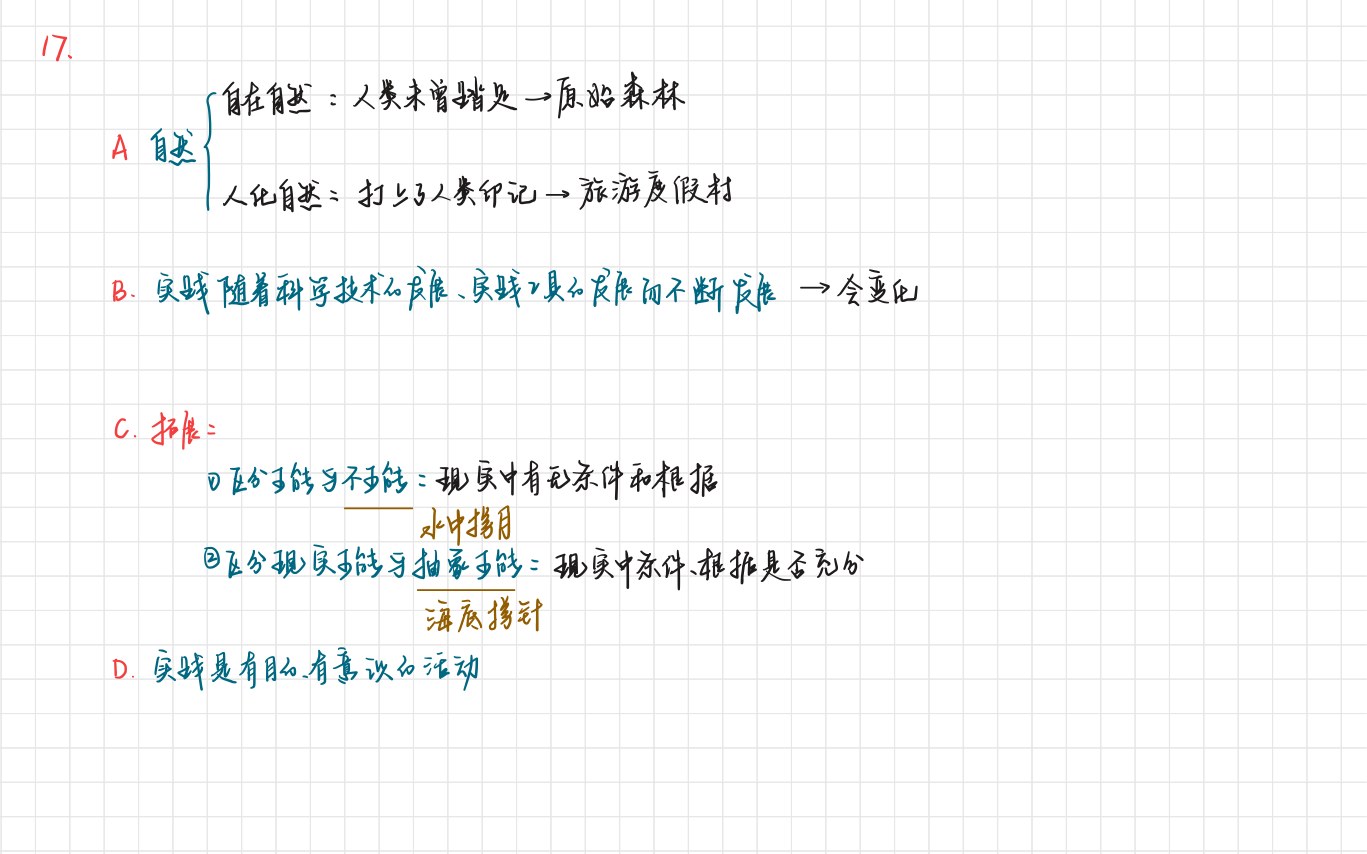 17.
自在自然：人类未曾踏足→原始森林
A 自然
人化自然：打上了人类印记→旅游度假村
B. 实践随着科学技术的发展、实践工具的发展而不断发展 →会变化
C. 拓展：
①区分可能与不可能：现实中有无条件和根据
水中捞月
②区分现实可能与抽象可能：现实中条件、根据是否充分
海底捞针
D. 实践是有目的、有意识的活动